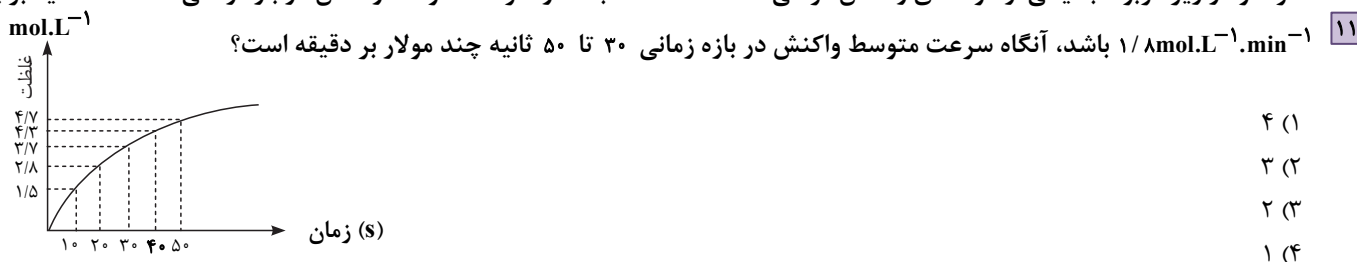 ۱۱
۱/۸mol.L⁻¹.min⁻¹ باشد، آنگاه سرعت متوسط واکنش در بازه زمانی ۳۰ تا ۵۰ ثانیه چند مولار بر دقیقه است؟
۱) ۴
۲) ۳
۳) ۲
۴) ۱
mol.L⁻¹
غلظت
۴/۷
۴/۳
۳/۷
۲/۸
۱/۵
۱۰ ۲۰ ۳۰ ۴۰ ۵۰
زمان (s)